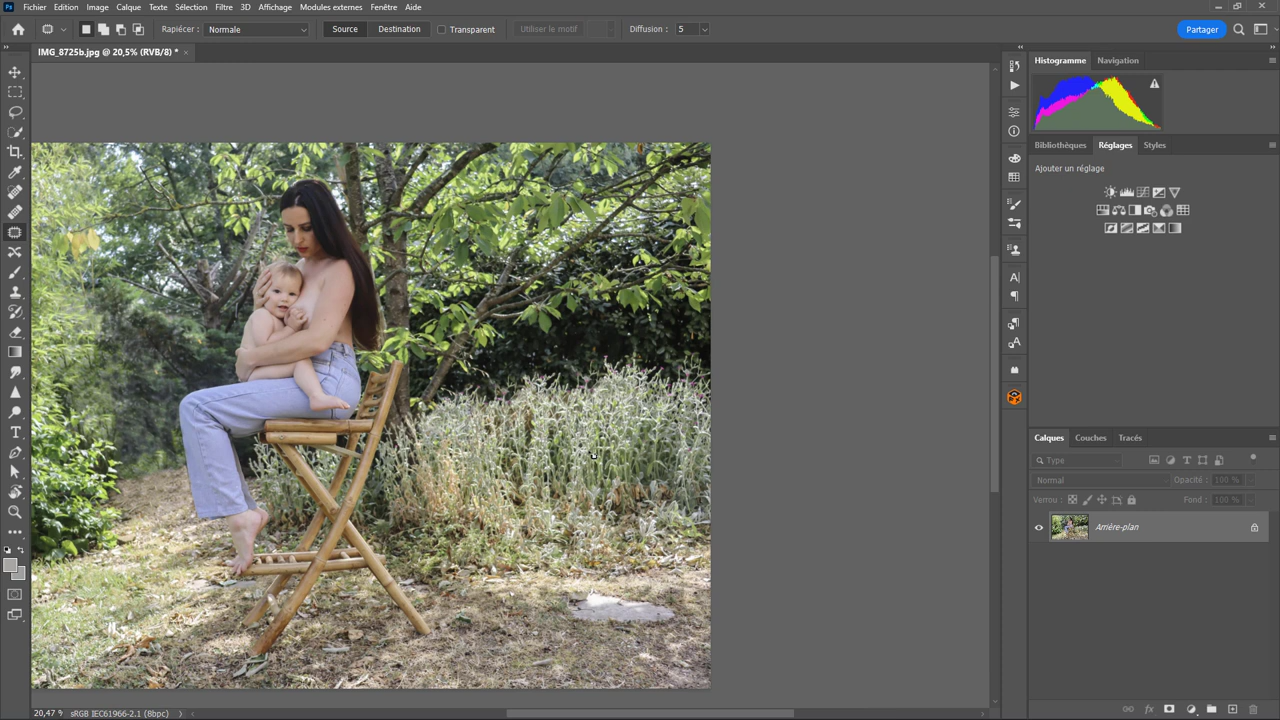 Ps Fichier Edition Image Calque Texte Sélection Filtre 3D Affichage Modules externes Fenêtre Aide
Rapiécer : Normale Source Destination Transparent Utiliser le motif Diffusion : 5 Partager
IMG_8725b.jpg @ 20,5% (RVB/8) * ×
Histogramme Navigation
Bibliothèques Réglages Styles
Ajouter un réglage
Calques Couches Tracés
Type
Normal Opacité : 100 %
Verrou : Fond : 100 %
Arrière-plan
20,47 % sRGB IEC61966-2.1 (8bpc)